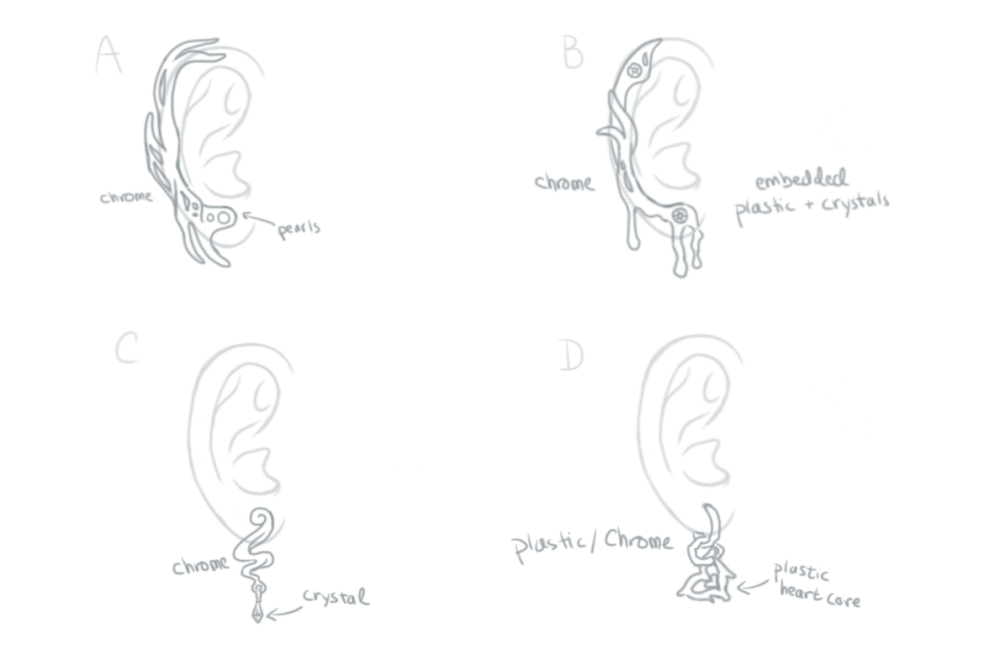 A
B
chrome
pearls
chrome
embedded
plastic + crystals
C
D
chrome
crystal
plastic / Chrome
plastic
heart core